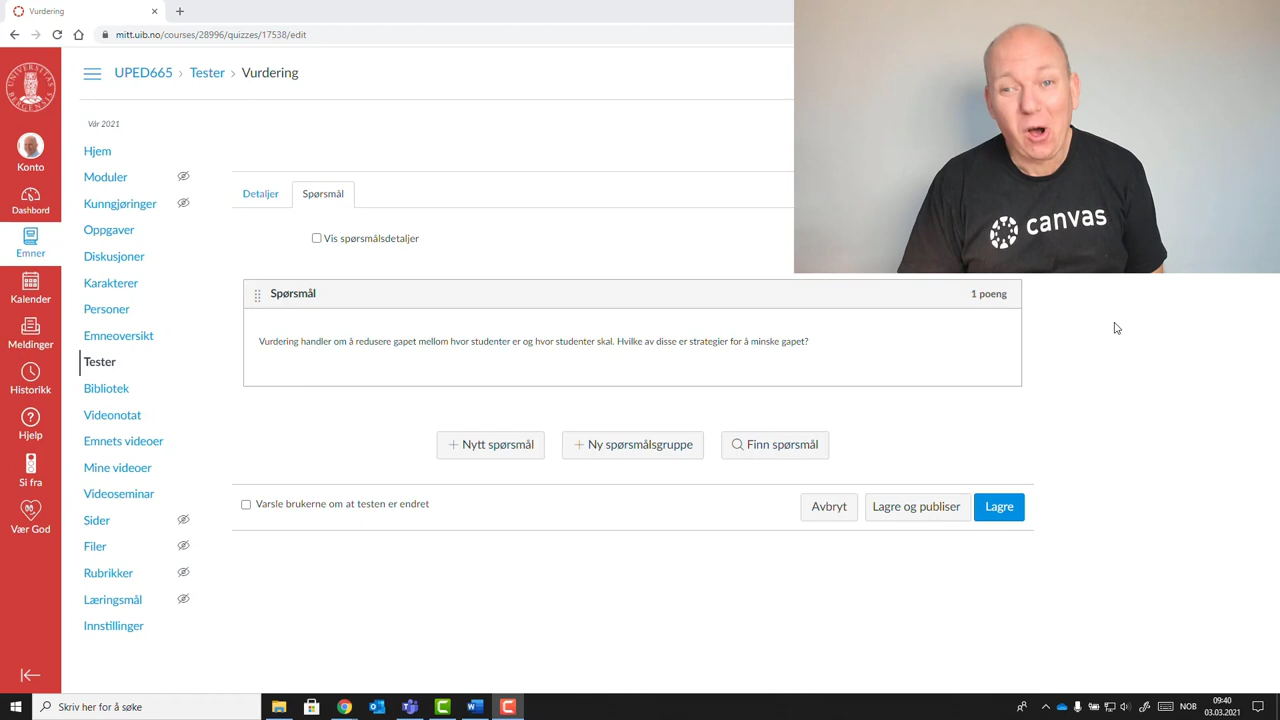 Vurdering
mitt.uib.no/courses/28996/quizzes/17538/edit
UNIVERSITAS BERGENSIS
UPED665 › Tester › Vurdering
Vår 2021
Konto
Dashbord
Emner
Kalender
Meldinger
Historikk
Hjelp
Si fra
Vær God
Hjem
Moduler
Kunngjøringer
Oppgaver
Diskusjoner
Karakterer
Personer
Emneoversikt
Tester
Bibliotek
Videonotat
Emnets videoer
Mine videoer
Videoseminar
Sider
Filer
Rubrikker
Læringsmål
Innstillinger
Detaljer
Spørsmål
Vis spørsmålsdetaljer
Spørsmål
1 poeng
Vurdering handler om å redusere gapet mellom hvor studenter er og hvor studenter skal. Hvilke av disse er strategier for å minske gapet?
+ Nytt spørsmål
+ Ny spørsmålsgruppe
Finn spørsmål
Varsle brukerne om at testen er endret
Avbryt
Lagre og publiser
Lagre
canvas
Skriv her for å søke
NOB
09:40
03.03.2021